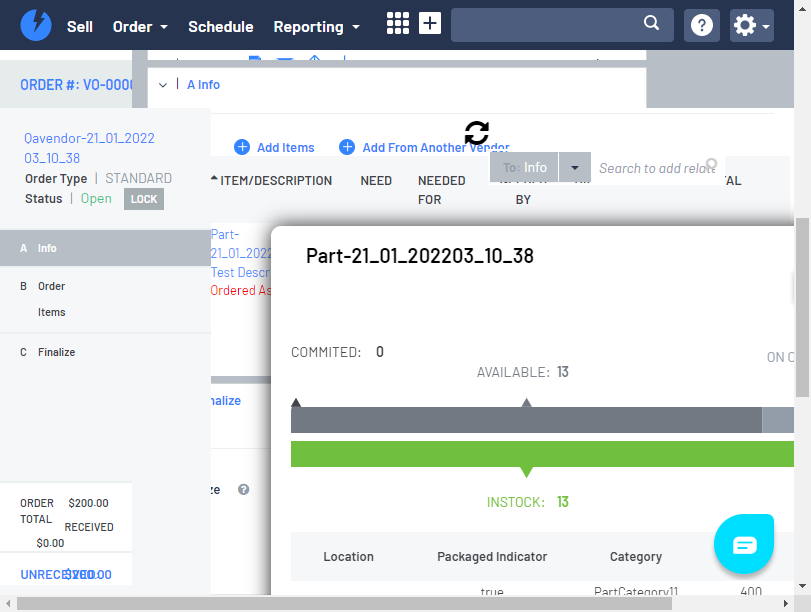 Sell Order Schedule Reporting
ORDER #: VO-0000
A Info
Qavendor-21_01_2022
03_10_38
Order Type | STANDARD
Status | Open LOCK
Add Items Add From Another Vendor
To: Info Search to add relate
ITEM/DESCRIPTION NEED NEEDED FOR BY
Part-
21_01_2022
Test Descr
Ordered As
A Info
B Order
Items
C Finalize
Part-21_01_202203_10_38
COMMITED: 0
AVAILABLE: 13
ON O
nalize
INSTOCK: 13
ze
ORDER TOTAL $200.00
RECEIVED
$0.00
UNRECEIVED: $200.00
Location Packaged Indicator Category
true PartCategory11 400